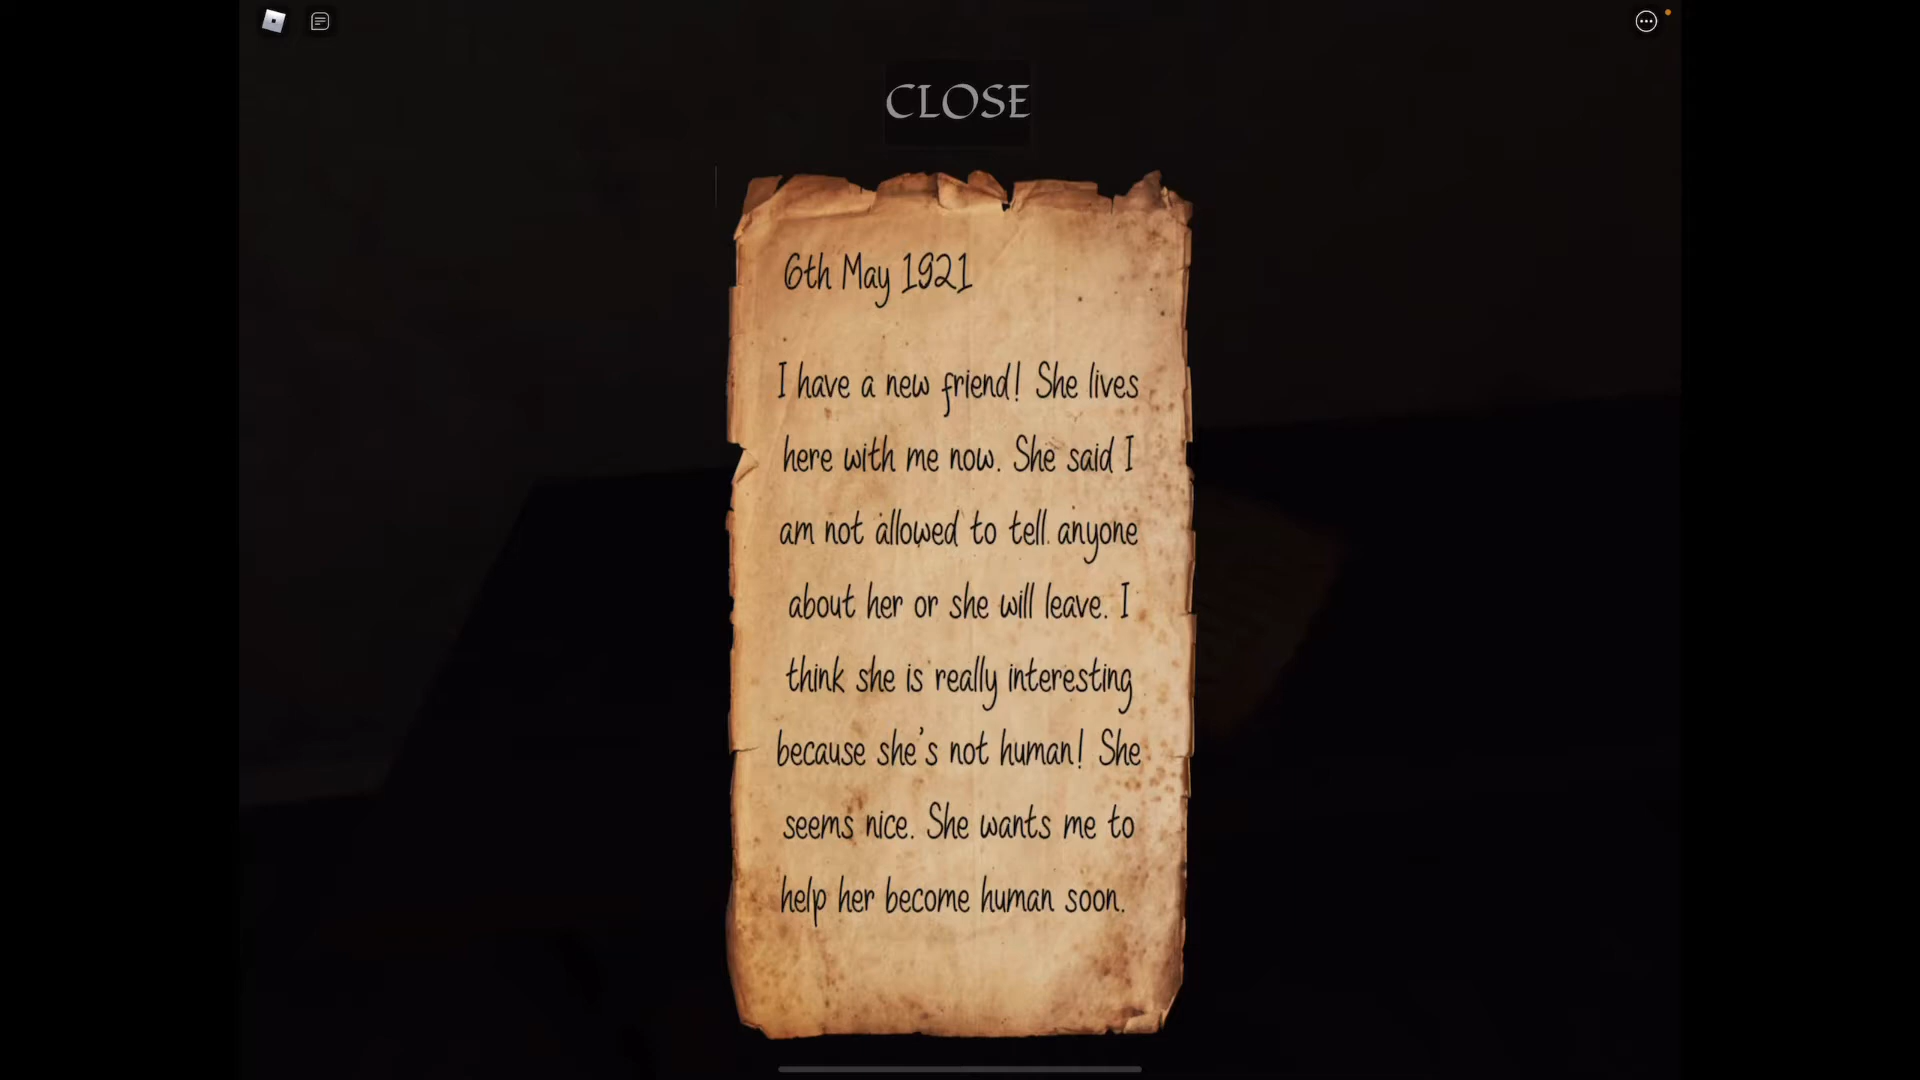 CLOSE
6th May 1921
I have a new friend! She lives
here with me now. She said I
am not allowed to tell anyone
about her or she will leave. I
think she is really interesting
because she's not human! She
seems nice. She wants me to
help her become human soon.